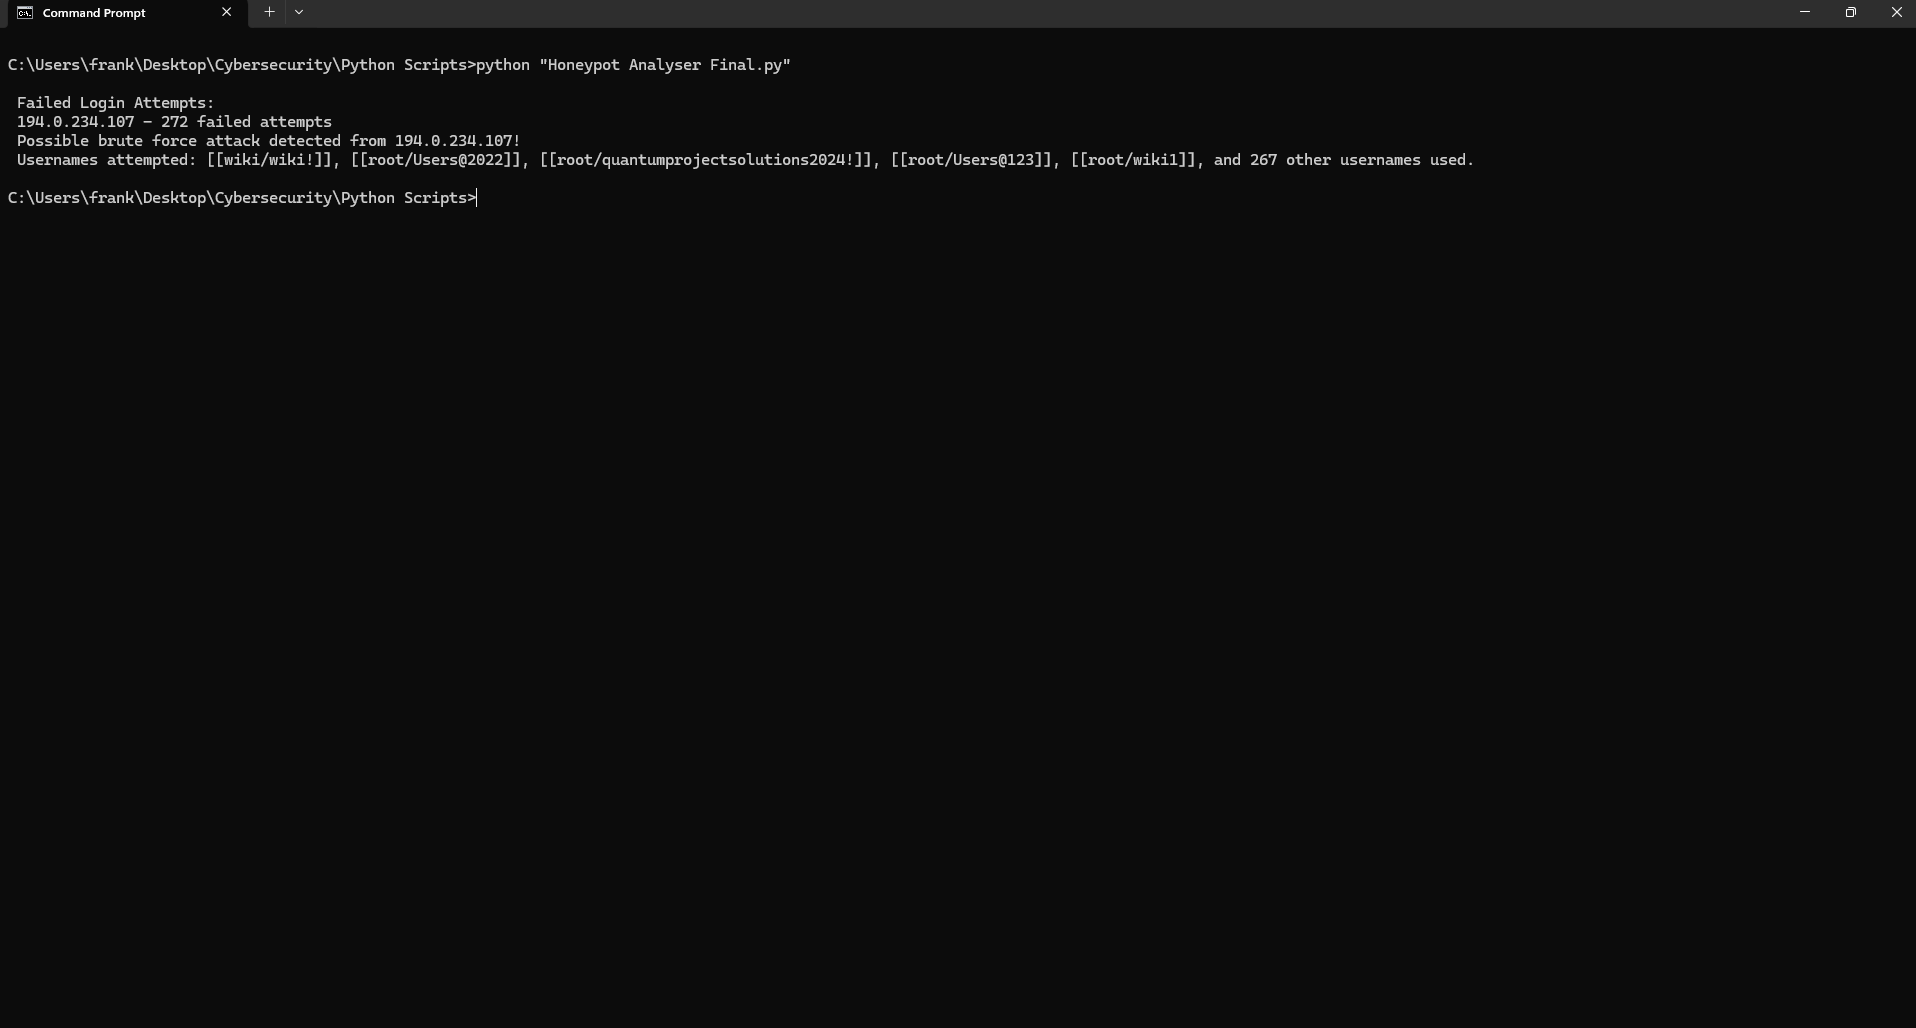 Command Prompt
C:\Users\frank\Desktop\Cybersecurity\Python Scripts>python "Honeypot Analyser Final.py"
Failed Login Attempts:
194.0.234.107 - 272 failed attempts
Possible brute force attack detected from 194.0.234.107!
Usernames attempted: [[wiki/wiki!]], [[root/Users@2022]], [[root/quantumprojectsolutions2024!]], [[root/Users@123]], [[root/wiki1]], and 267 other usernames used.
C:\Users\frank\Desktop\Cybersecurity\Python Scripts>